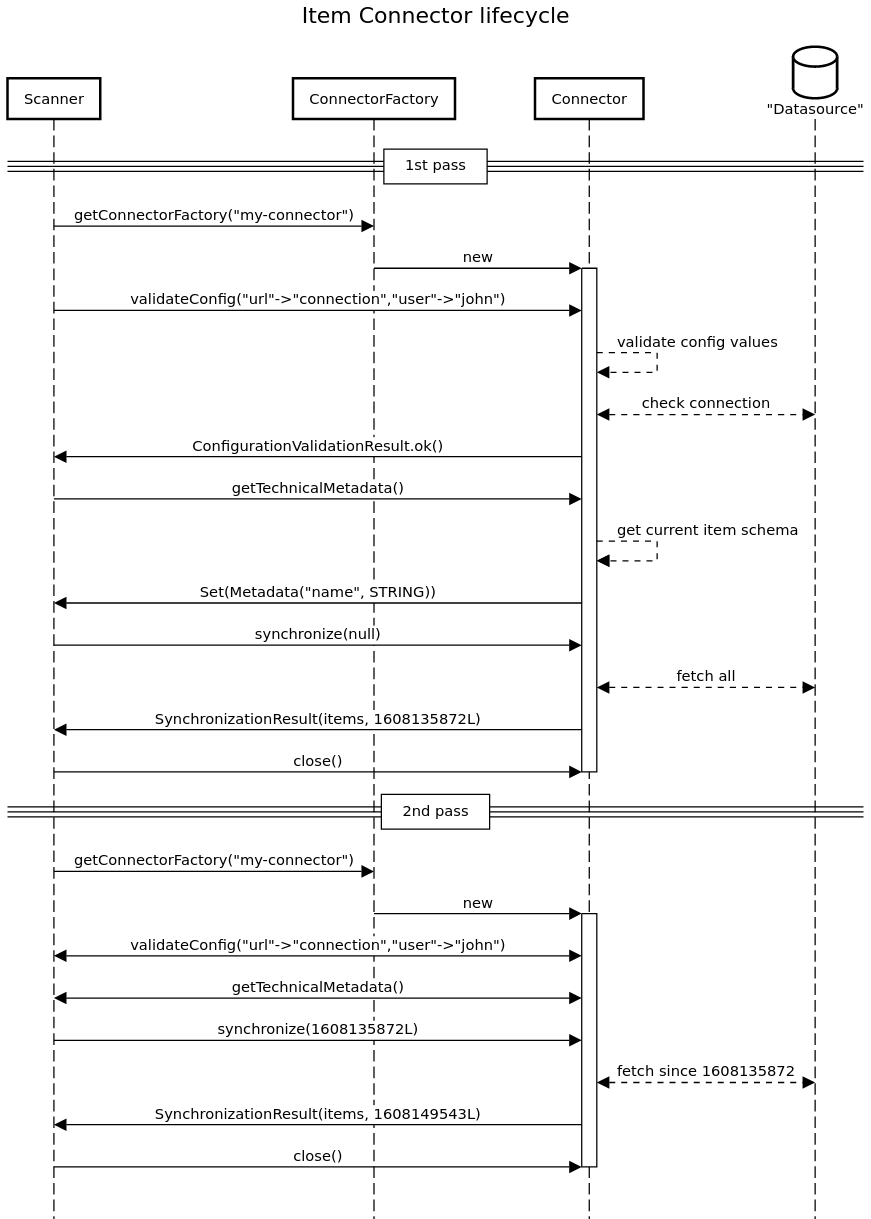 Item Connector lifecycle
Scanner
ConnectorFactory
Connector
"Datasource"
1st pass
getConnectorFactory("my-connector")
new
validateConfig("url"->"connection","user"->"john")
validate config values
check connection
ConfigurationValidationResult.ok()
getTechnicalMetadata()
get current item schema
Set(Metadata("name", STRING))
synchronize(null)
fetch all
SynchronizationResult(items, 1608135872L)
close()
2nd pass
getConnectorFactory("my-connector")
new
validateConfig("url"->"connection","user"->"john")
getTechnicalMetadata()
synchronize(1608135872L)
fetch since 1608135872
SynchronizationResult(items, 1608149543L)
close()